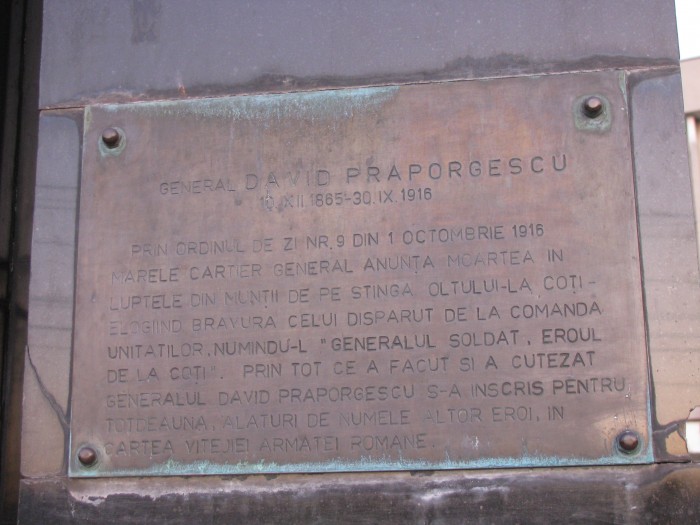 GENERAL DAVID PRAPORGESCU
10.XII.1865-30.IX.1916
PRIN ORDINUL DE ZI NR.9 DIN 1 OCTOMBRIE 1916
MARELE CARTIER GENERAL ANUNȚA MOARTEA IN
LUPTELE DIN MUNȚII DE PE STINGA OLTULUI-LA COȚI-
ELOGIIND BRAVURA CELUI DISPARUT DE LA COMANDA
UNITATILOR, NUMINDU-L "GENERALUL SOLDAT, EROUL
DE LA COȚI". PRIN TOT CE A FACUT SI A CUTEZAT
GENERALUL DAVID PRAPORGESCU S-A INSCRIS PENTRU
TOTDEAUNA, ALATURI DE NUMELE ALTOR EROI, IN
CARTEA VITEJIEI ARMATEI ROMANE.